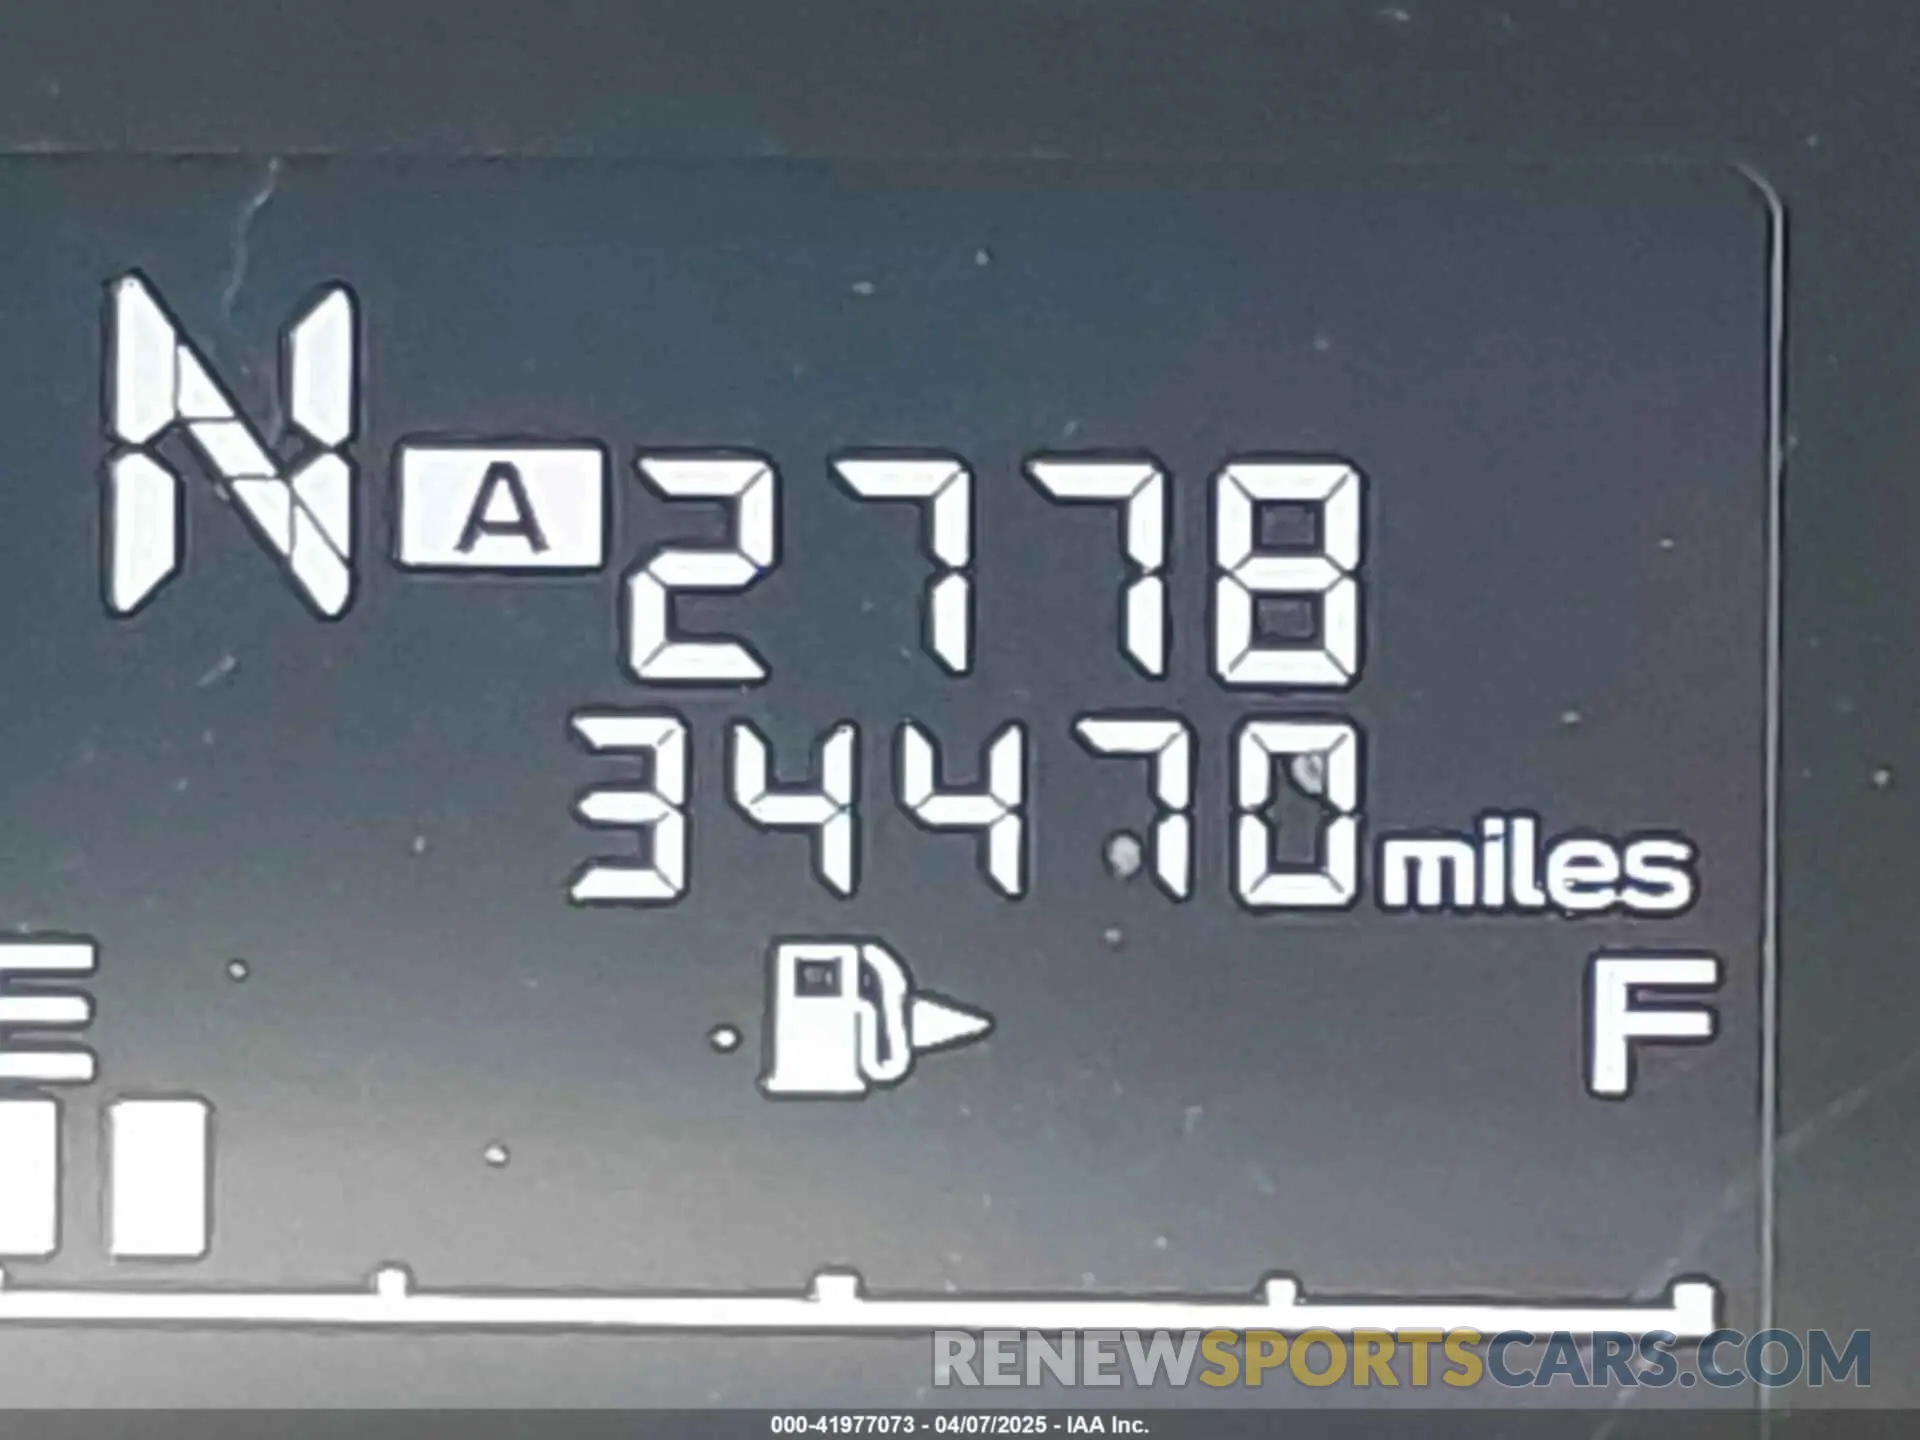 N A 2778
34470 miles
E F
RENEWSPORTSCARS.COM
000-41977073 - 04/07/2025 - IAA Inc.